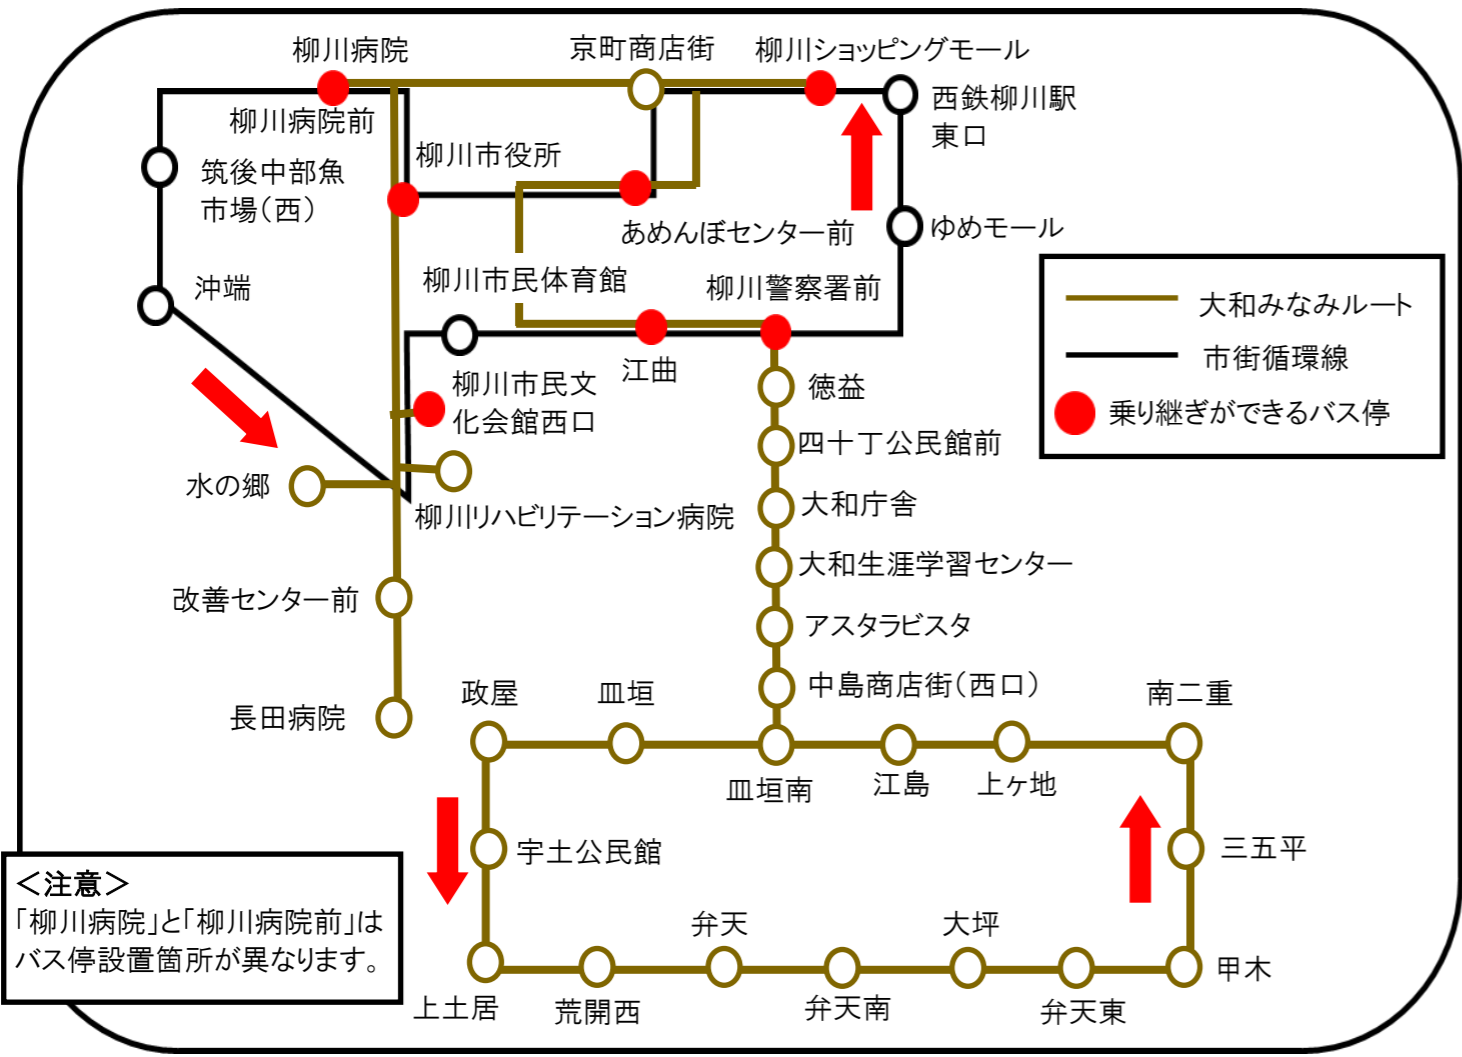 柳川病院
京町商店街
柳川ショッピングモール
西鉄柳川駅
東口
柳川病院前
柳川市役所
筑後中部魚
市場（西）
あめんぼセンター前
ゆめモール
沖端
柳川市民体育館
柳川警察署前
大和みなみルート
市街循環線
乗り継ぎができるバス停
江曲
柳川市民文
化会館西口
徳益
四十丁公民館前
水の郷
大和庁舎
柳川リハビリテーション病院
大和生涯学習センター
改善センター前
アスタラビスタ
中島商店街（西口）
長田病院
政屋
皿垣
南二重
皿垣南
江島
上ヶ地
宇土公民館
三五平
＜注意＞
「柳川病院」と「柳川病院前」は
バス停設置箇所が異なります。
弁天
大坪
甲木
上土居
荒開西
弁天南
弁天東